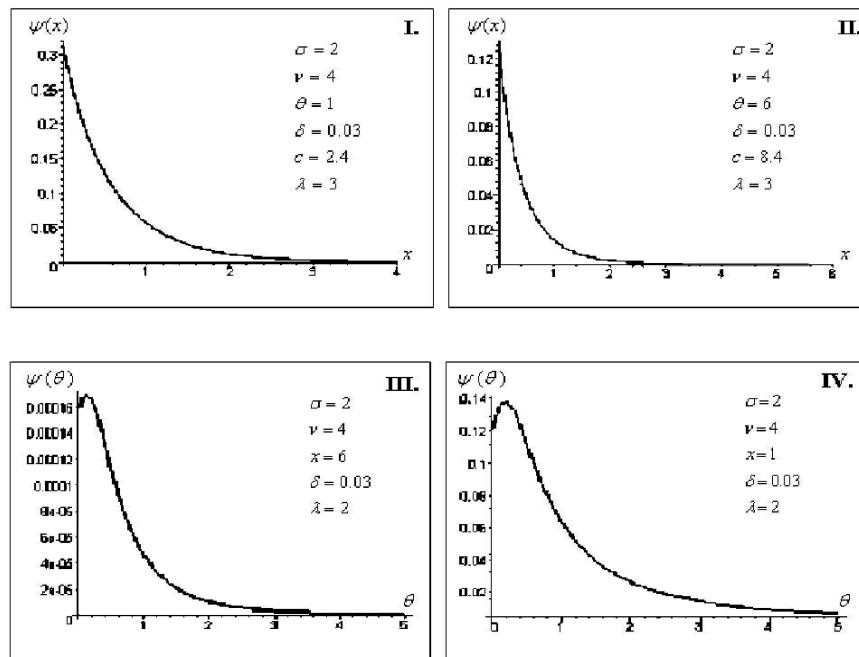 ψ(x)
I.
σ = 2
ν = 4
θ = 1
δ = 0.03
c = 2.4
λ = 3
0.3
0.25
0.2
0.15
0.1
0.05
0
1
2
3
4
x
ψ(x)
II.
σ = 2
ν = 4
θ = 6
δ = 0.03
c = 8.4
λ = 3
0.12
0.1
0.08
0.06
0.04
0.02
0
0
1
2
3
4
5
6
x
ψ(θ)
III.
σ = 2
ν = 4
x = 6
δ = 0.03
λ = 2
0.00016
0.00014
0.00012
0.0001
8e-05
6e-05
4e-05
2e-05
0
1
2
3
4
5
θ
ψ(θ)
IV.
σ = 2
ν = 4
x = 1
δ = 0.03
λ = 2
0.14
0.12
0.1
0.08
0.06
0.04
0.02
0
1
2
3
4
5
θ